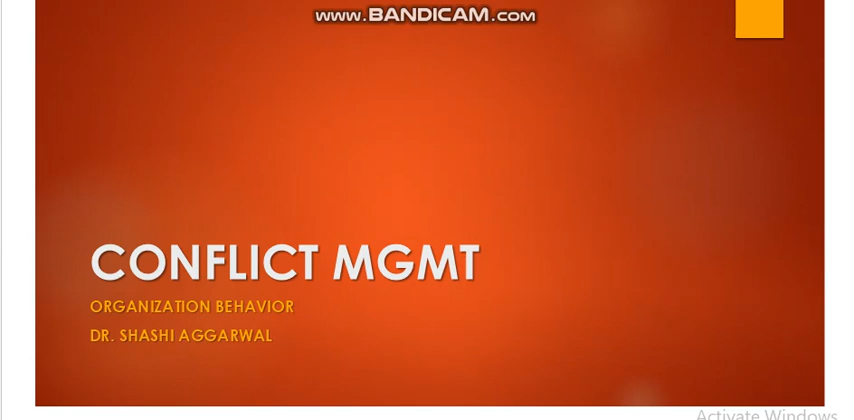 www.BANDICAM.com
CONFLICT MGMT
ORGANIZATION BEHAVIOR
DR. SHASHI AGGARWAL
Activate Windows